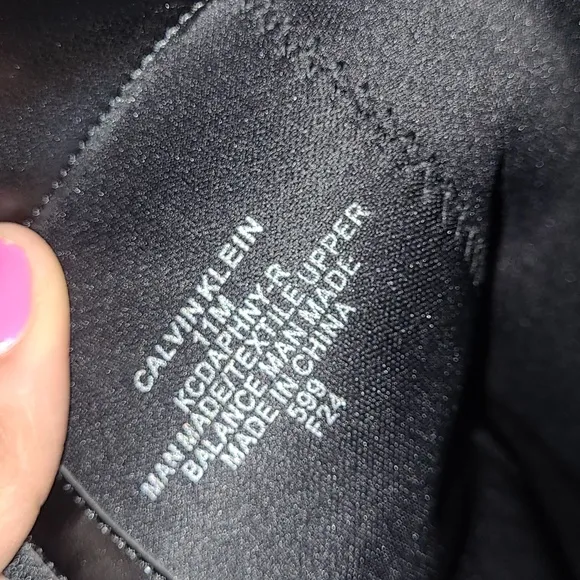 CALVIN KLEIN
11M
KCDAPHNY R
MANMADE/TEXTILE UPPER
BALANCE MAN MADE
MADE IN CHINA
599
F24